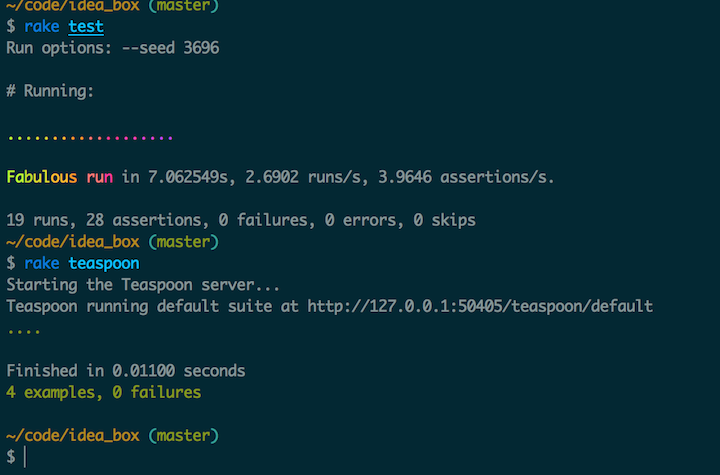 ~/code/idea_box (master)
$ rake test
Run options: --seed 3696
# Running:
...................
Fabulous run in 7.062549s, 2.6902 runs/s, 3.9646 assertions/s.
19 runs, 28 assertions, 0 failures, 0 errors, 0 skips
~/code/idea_box (master)
$ rake teaspoon
Starting the Teaspoon server...
Teaspoon running default suite at http://127.0.0.1:50405/teaspoon/default
....
Finished in 0.01100 seconds
4 examples, 0 failures
~/code/idea_box (master)
$